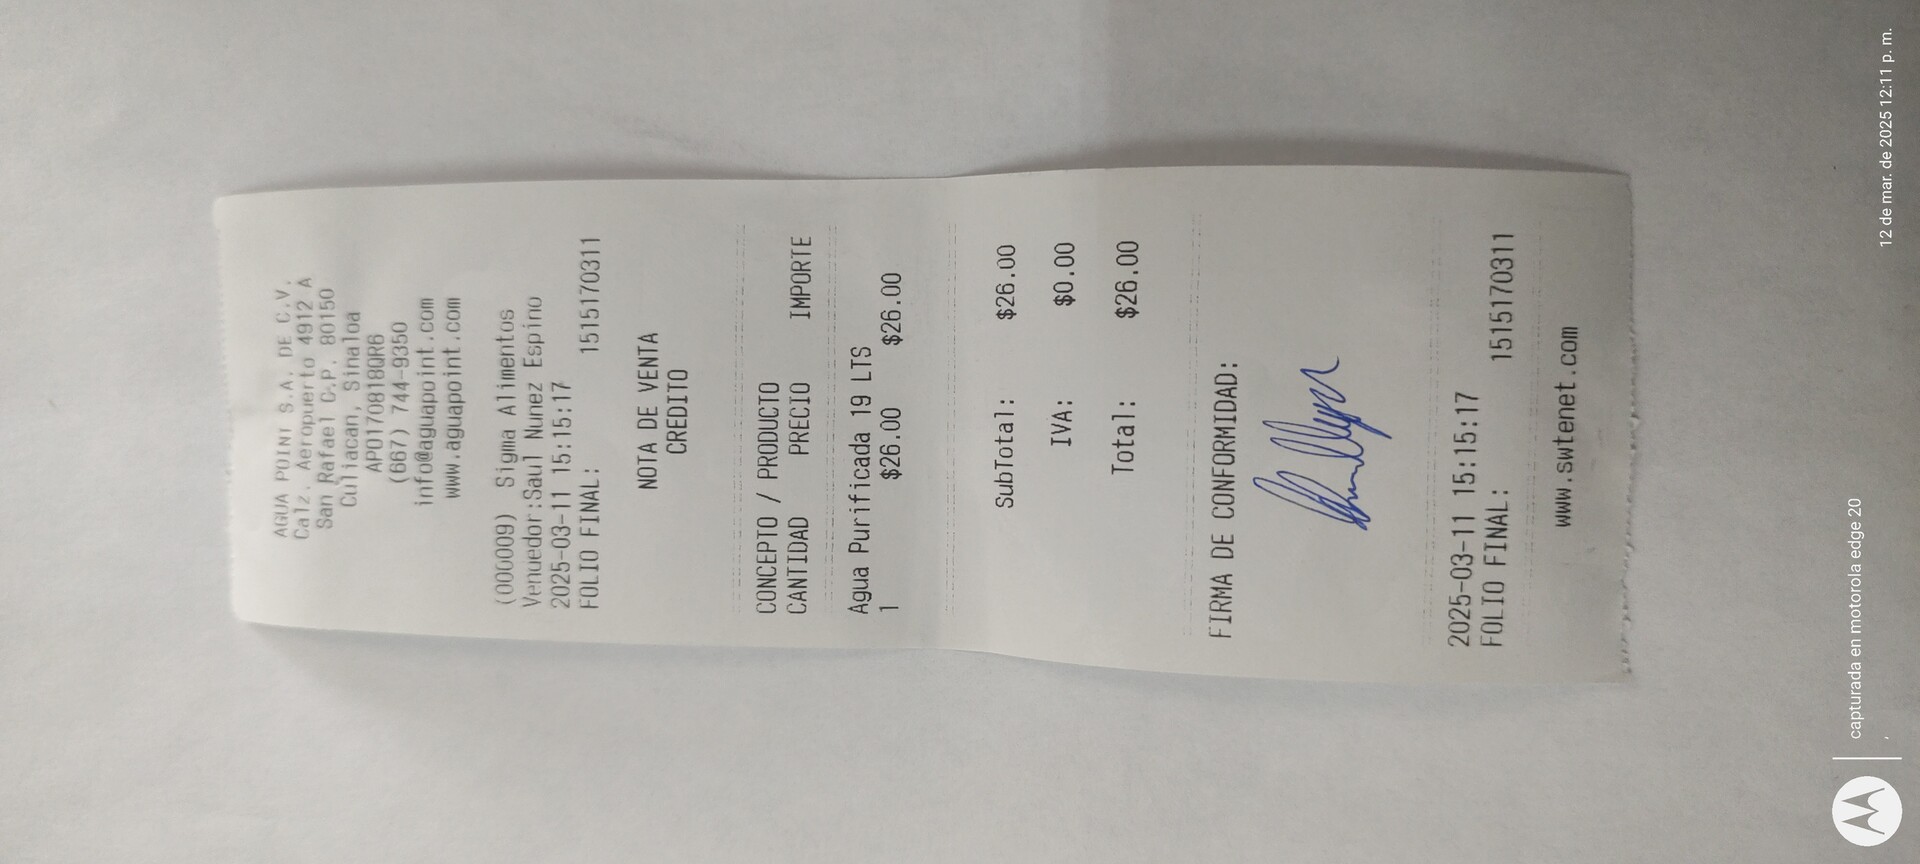 AGUA POINT S.A. DE C.V.
Calz. Aeropuerto 4912 A
San Rafael C.P. 80150
Culiacan, Sinaloa
APO170818QR6
(667) 744-9350
info@aguapoint.com
www.aguapoint.com
(000009) Sigma Alimentos
Venuedor:Saul Nunez Espino
2025-03-11 15:15:17
FOLIO FINAL: 1515170311
NOTA DE VENTA
CREDITO
CONCEPTO / PRODUCTO
CANTIDAD PRECIO IMPORTE
Agua Purificada 19 LTS
1 $26.00 $26.00
SubTotal: $26.00
IVA: $0.00
Total: $26.00
FIRMA DE CONFORMIDAD:
2025-03-11 15:15:17
FOLIO FINAL: 1515170311
www.swtenet.com
capturada en motorola edge 20
,
12 de mar. de 2025 12:11 p. m.